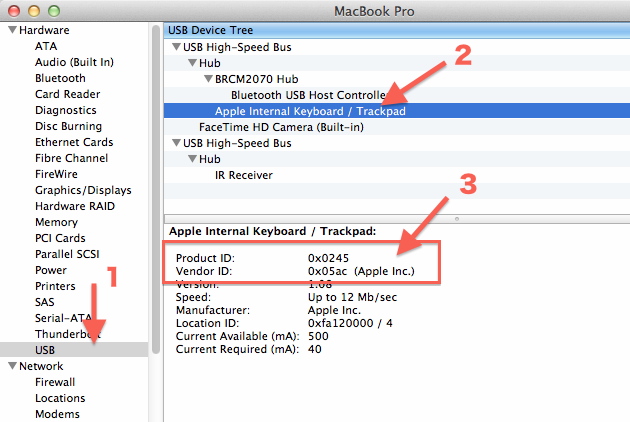 MacBook Pro
Hardware
ATA
Audio (Built In)
Bluetooth
Card Reader
Diagnostics
Disc Burning
Ethernet Cards
Fibre Channel
FireWire
Graphics/Displays
Hardware RAID
Memory
PCI Cards
Parallel SCSI
Power
Printers
SAS
Serial-ATA
Thunderbolt
USB
Network
Firewall
Locations
Modems
1
USB Device Tree
USB High-Speed Bus
Hub
BRCM2070 Hub
Bluetooth USB Host Controlle
Apple Internal Keyboard / Trackpad
FaceTime HD Camera (Built-in)
USB High-Speed Bus
Hub
IR Receiver
2
3
Apple Internal Keyboard / Trackpad:
Product ID: 0x0245
Vendor ID: 0x05ac (Apple Inc.)
Version: 1.08
Speed: Up to 12 Mb/sec
Manufacturer: Apple Inc.
Location ID: 0xfa120000 / 4
Current Available (mA): 500
Current Required (mA): 40